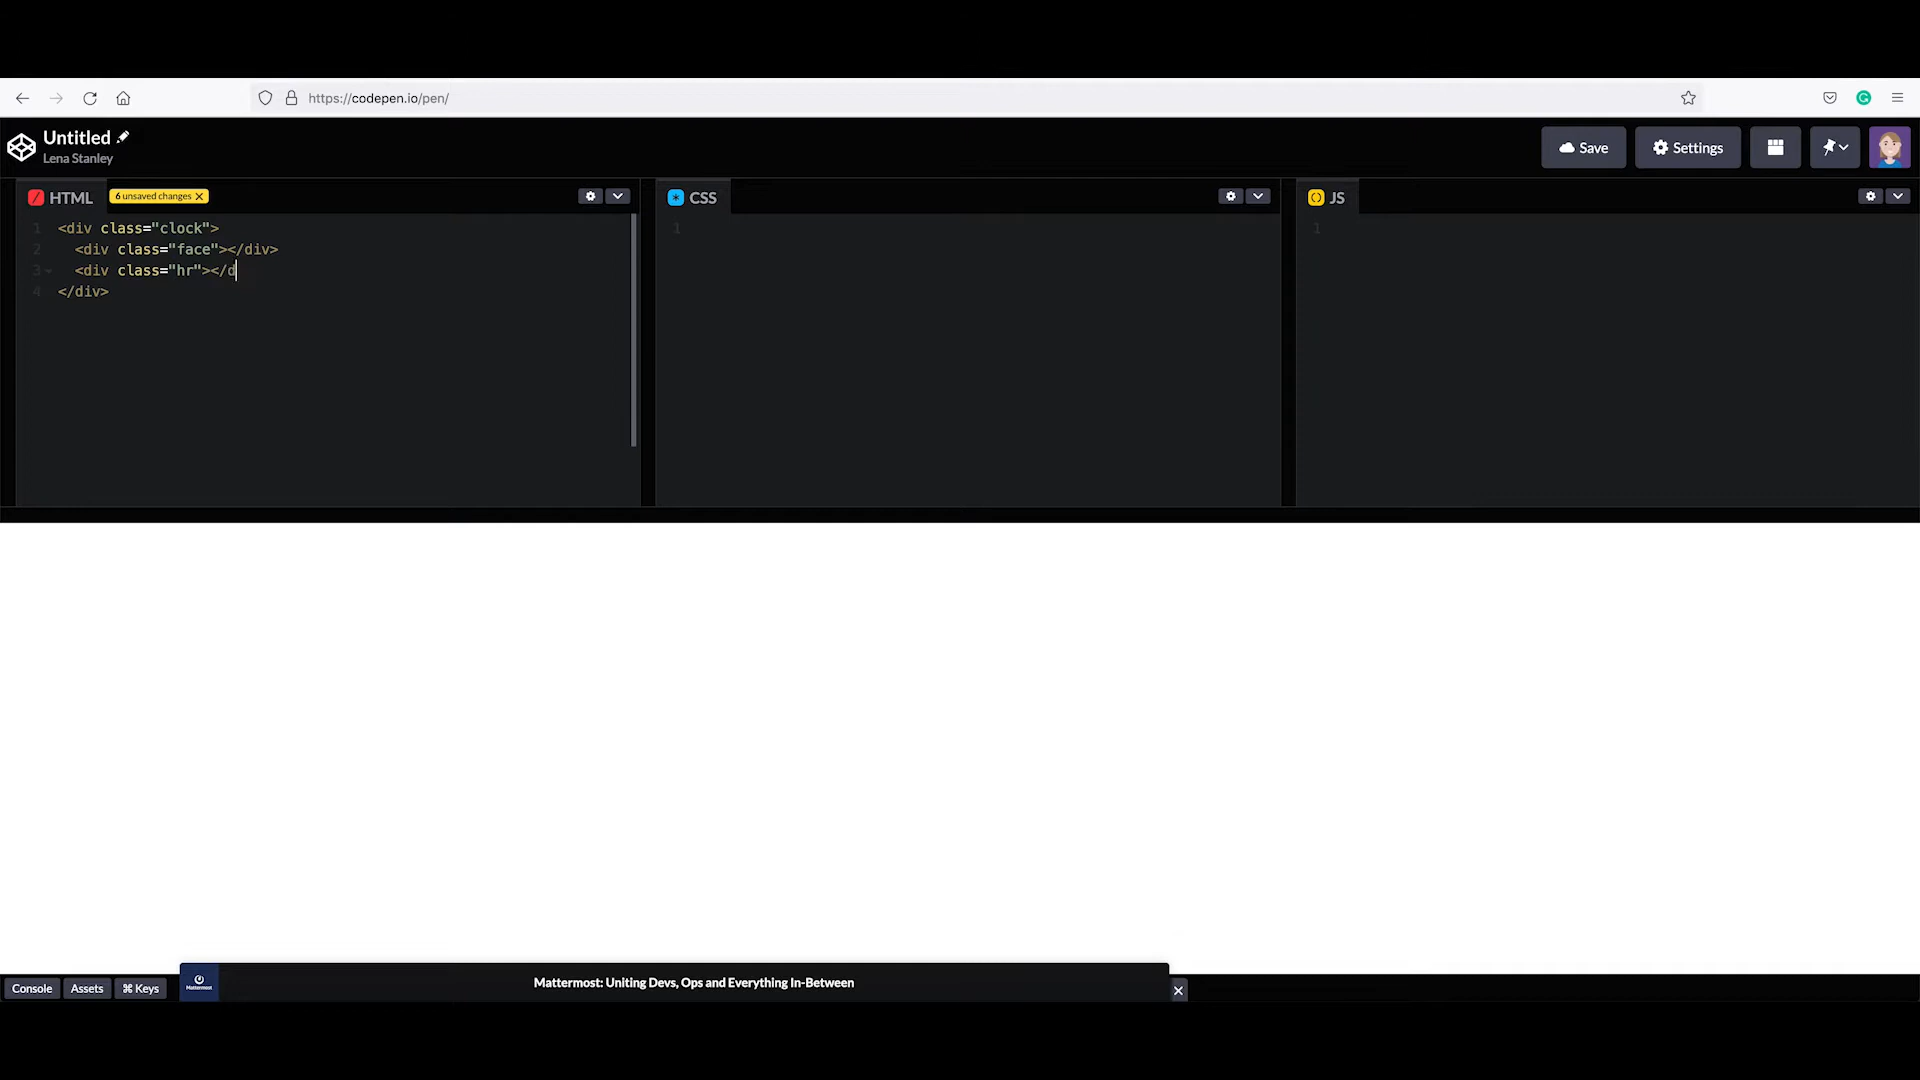 https://codepen.io/pen/
Untitled
Lena Stanley
Save
Settings
HTML
6 unsaved changes
CSS
JS
1 <div class="clock">
2 <div class="face"></div>
3 <div class="hr"></d
4 </div>
1
1
Console
Assets
⌘ Keys
Mattermost
Mattermost: Uniting Devs, Ops and Everything In-Between